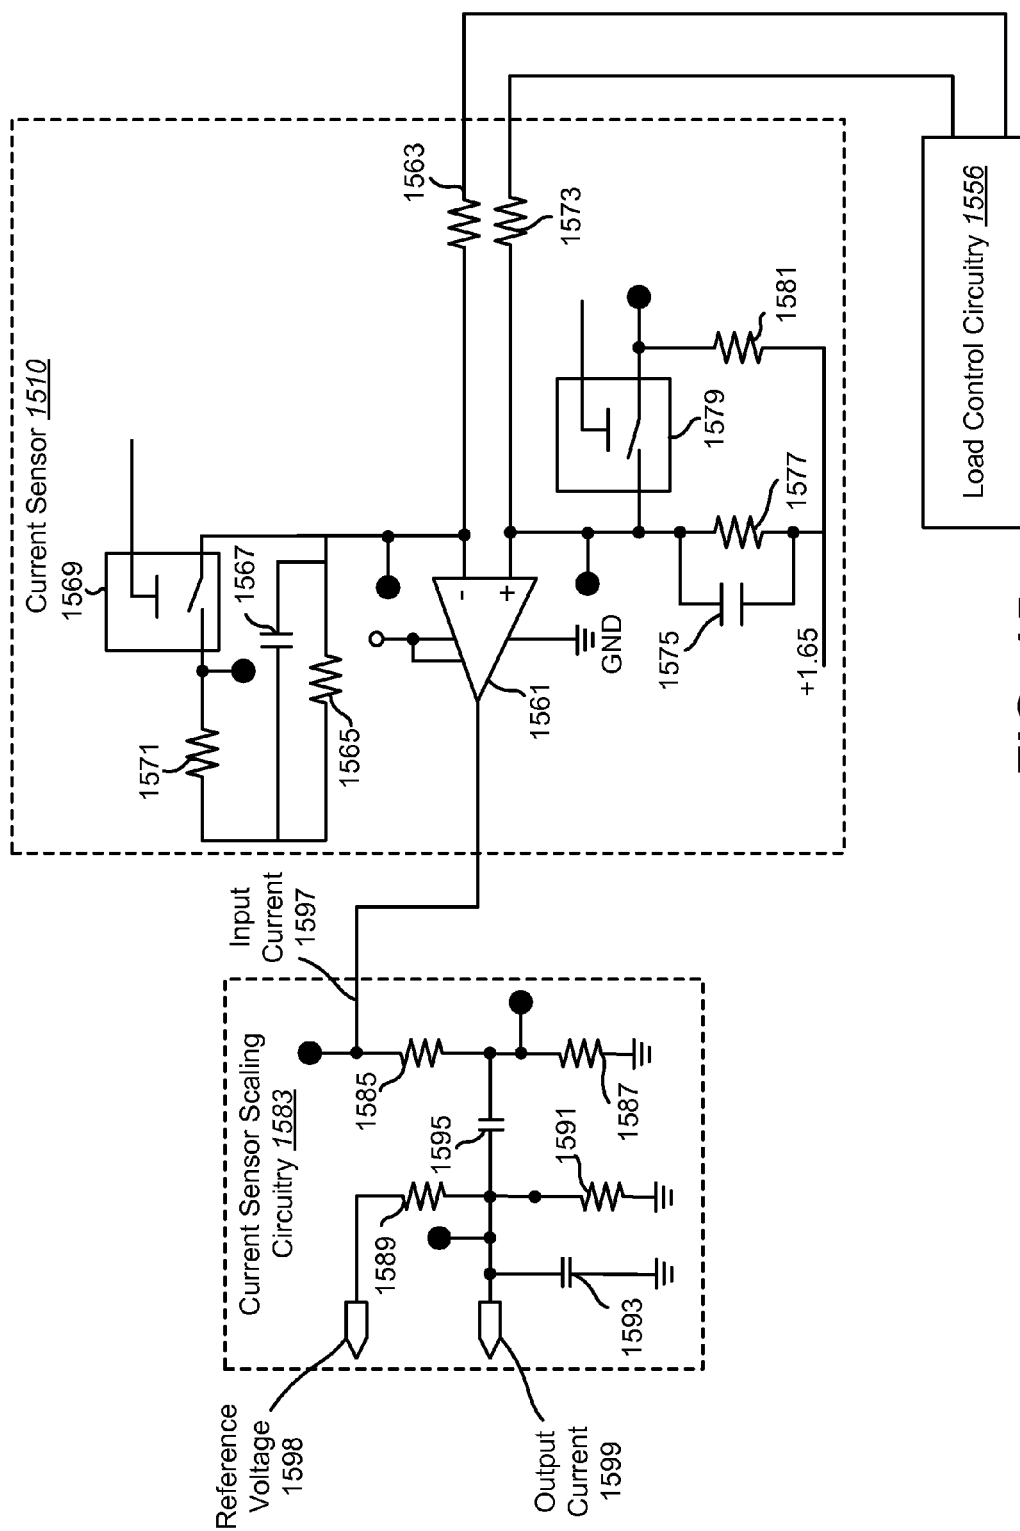 Current Sensor 1510
1569
1571
1567
1565
1563
1573
1561
-
+
GND
1579
1581
1577
1575
+1.65
Load Control Circuitry 1556
Input
Current
1597
Current Sensor Scaling
Circuitry 1583
1585
1587
1595
1591
1589
1593
Reference
Voltage
1598
Output
Current
1599